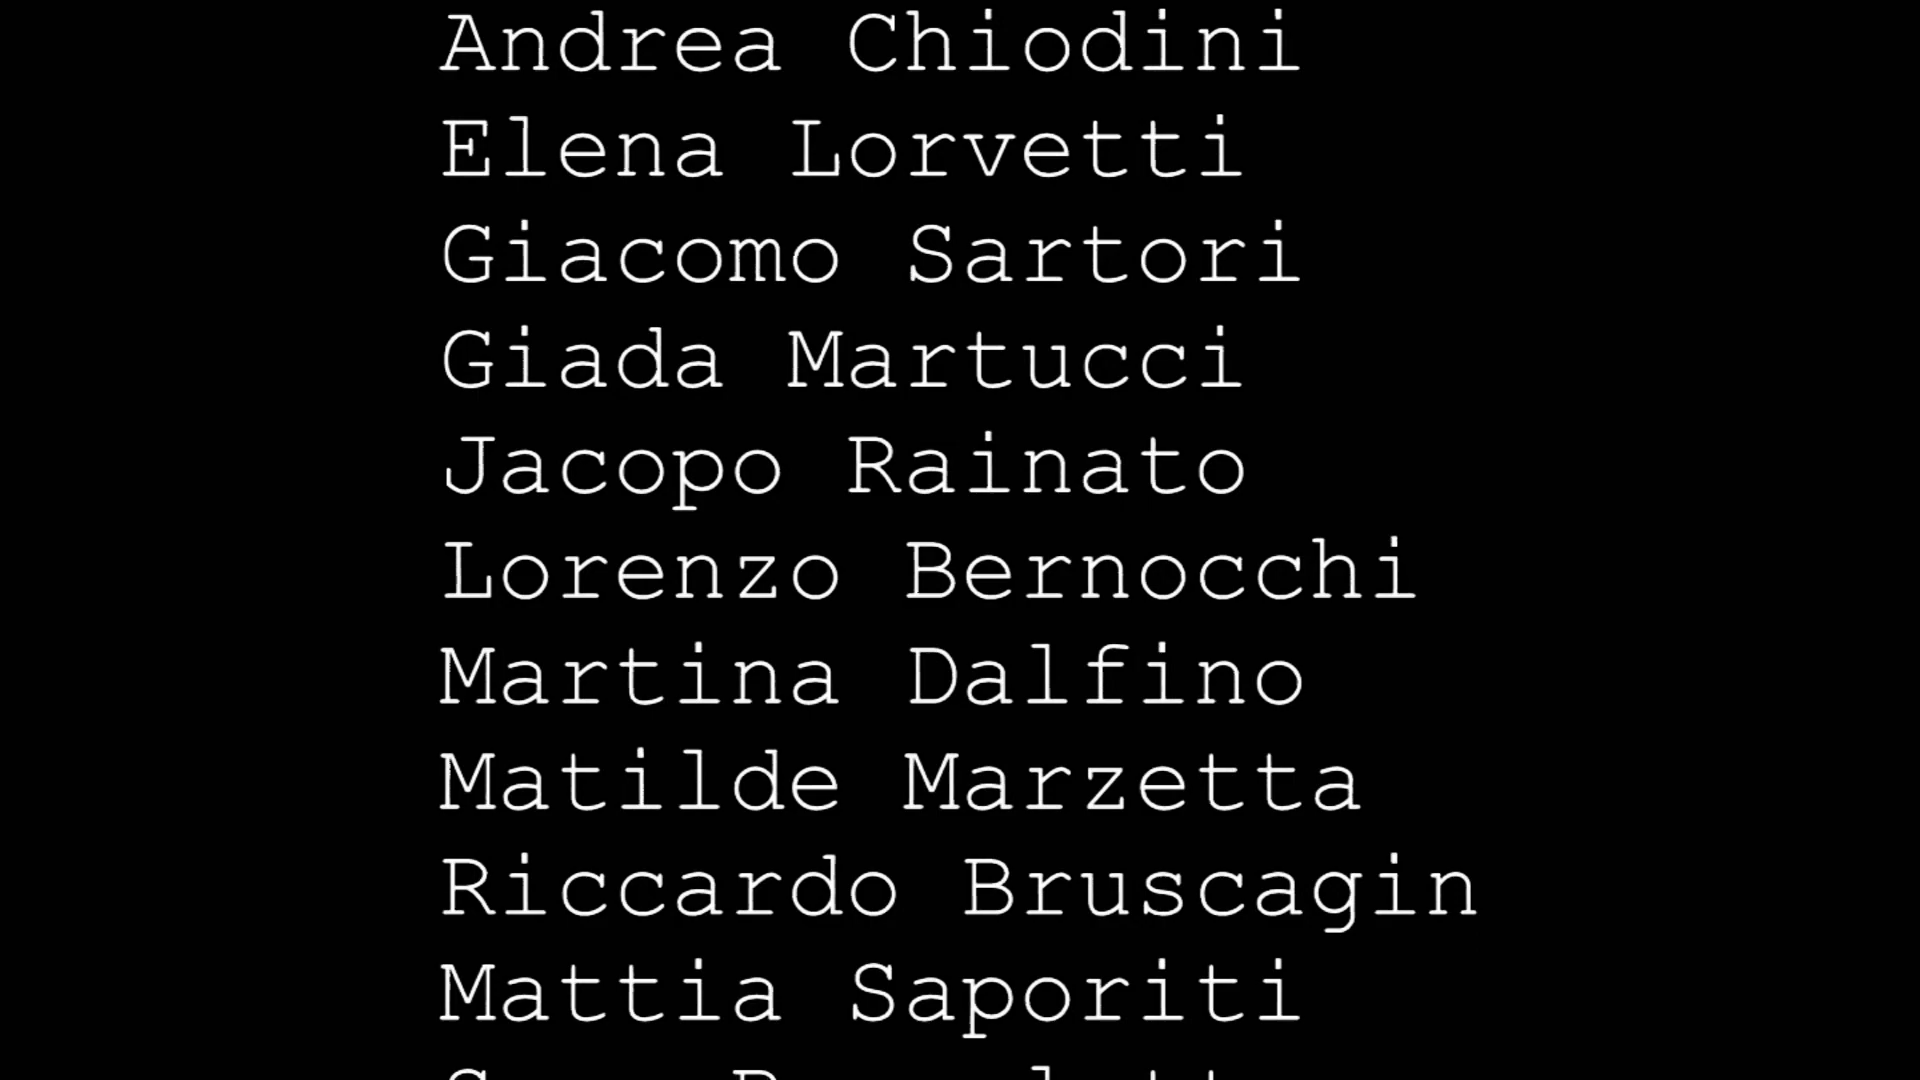 Andrea Chiodini
Elena Lorvetti
Giacomo Sartori
Giada Martucci
Jacopo Rainato
Lorenzo Bernocchi
Martina Dalfino
Matilde Marzetta
Riccardo Bruscagin
Mattia Saporiti